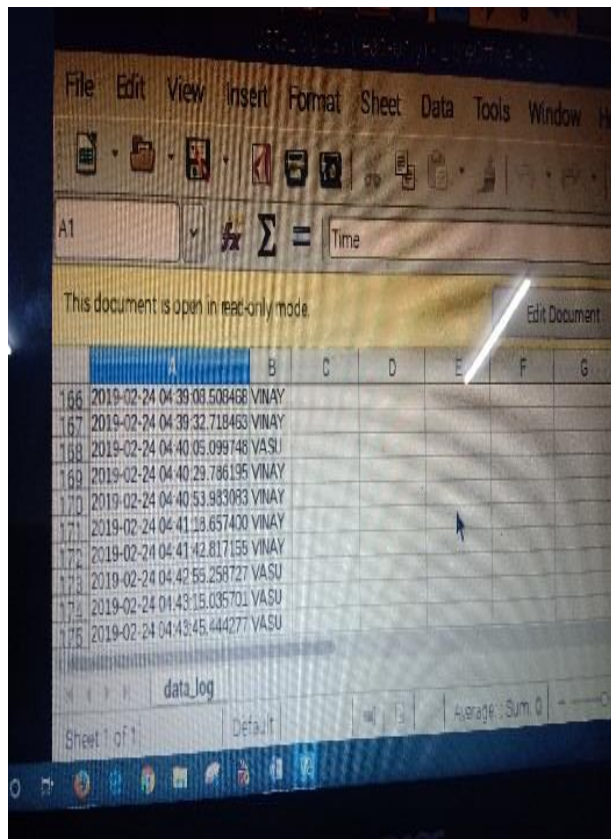 File Edit View Insert Format Sheet Data Tools Window
A1 Time
This document is open in read-only mode. Edit Document
A B C D E F G
166 2019-02-24 04:39:08.508468 VINAY
167 2019-02-24 04:39:32.718463 VINAY
168 2019-02-24 04:40:05.099748 VASU
169 2019-02-24 04:40:29.786195 VINAY
170 2019-02-24 04:40:53.983083 VINAY
171 2019-02-24 04:41:18.657400 VINAY
172 2019-02-24 04:41:42.817155 VINAY
173 2019-02-24 04:42:55.258727 VASU
174 2019-02-24 04:43:15.035701 VASU
175 2019-02-24 04:43:45.444277 VASU
data_log
Sheet 1 of 1 Default Average: ; Sum: 0